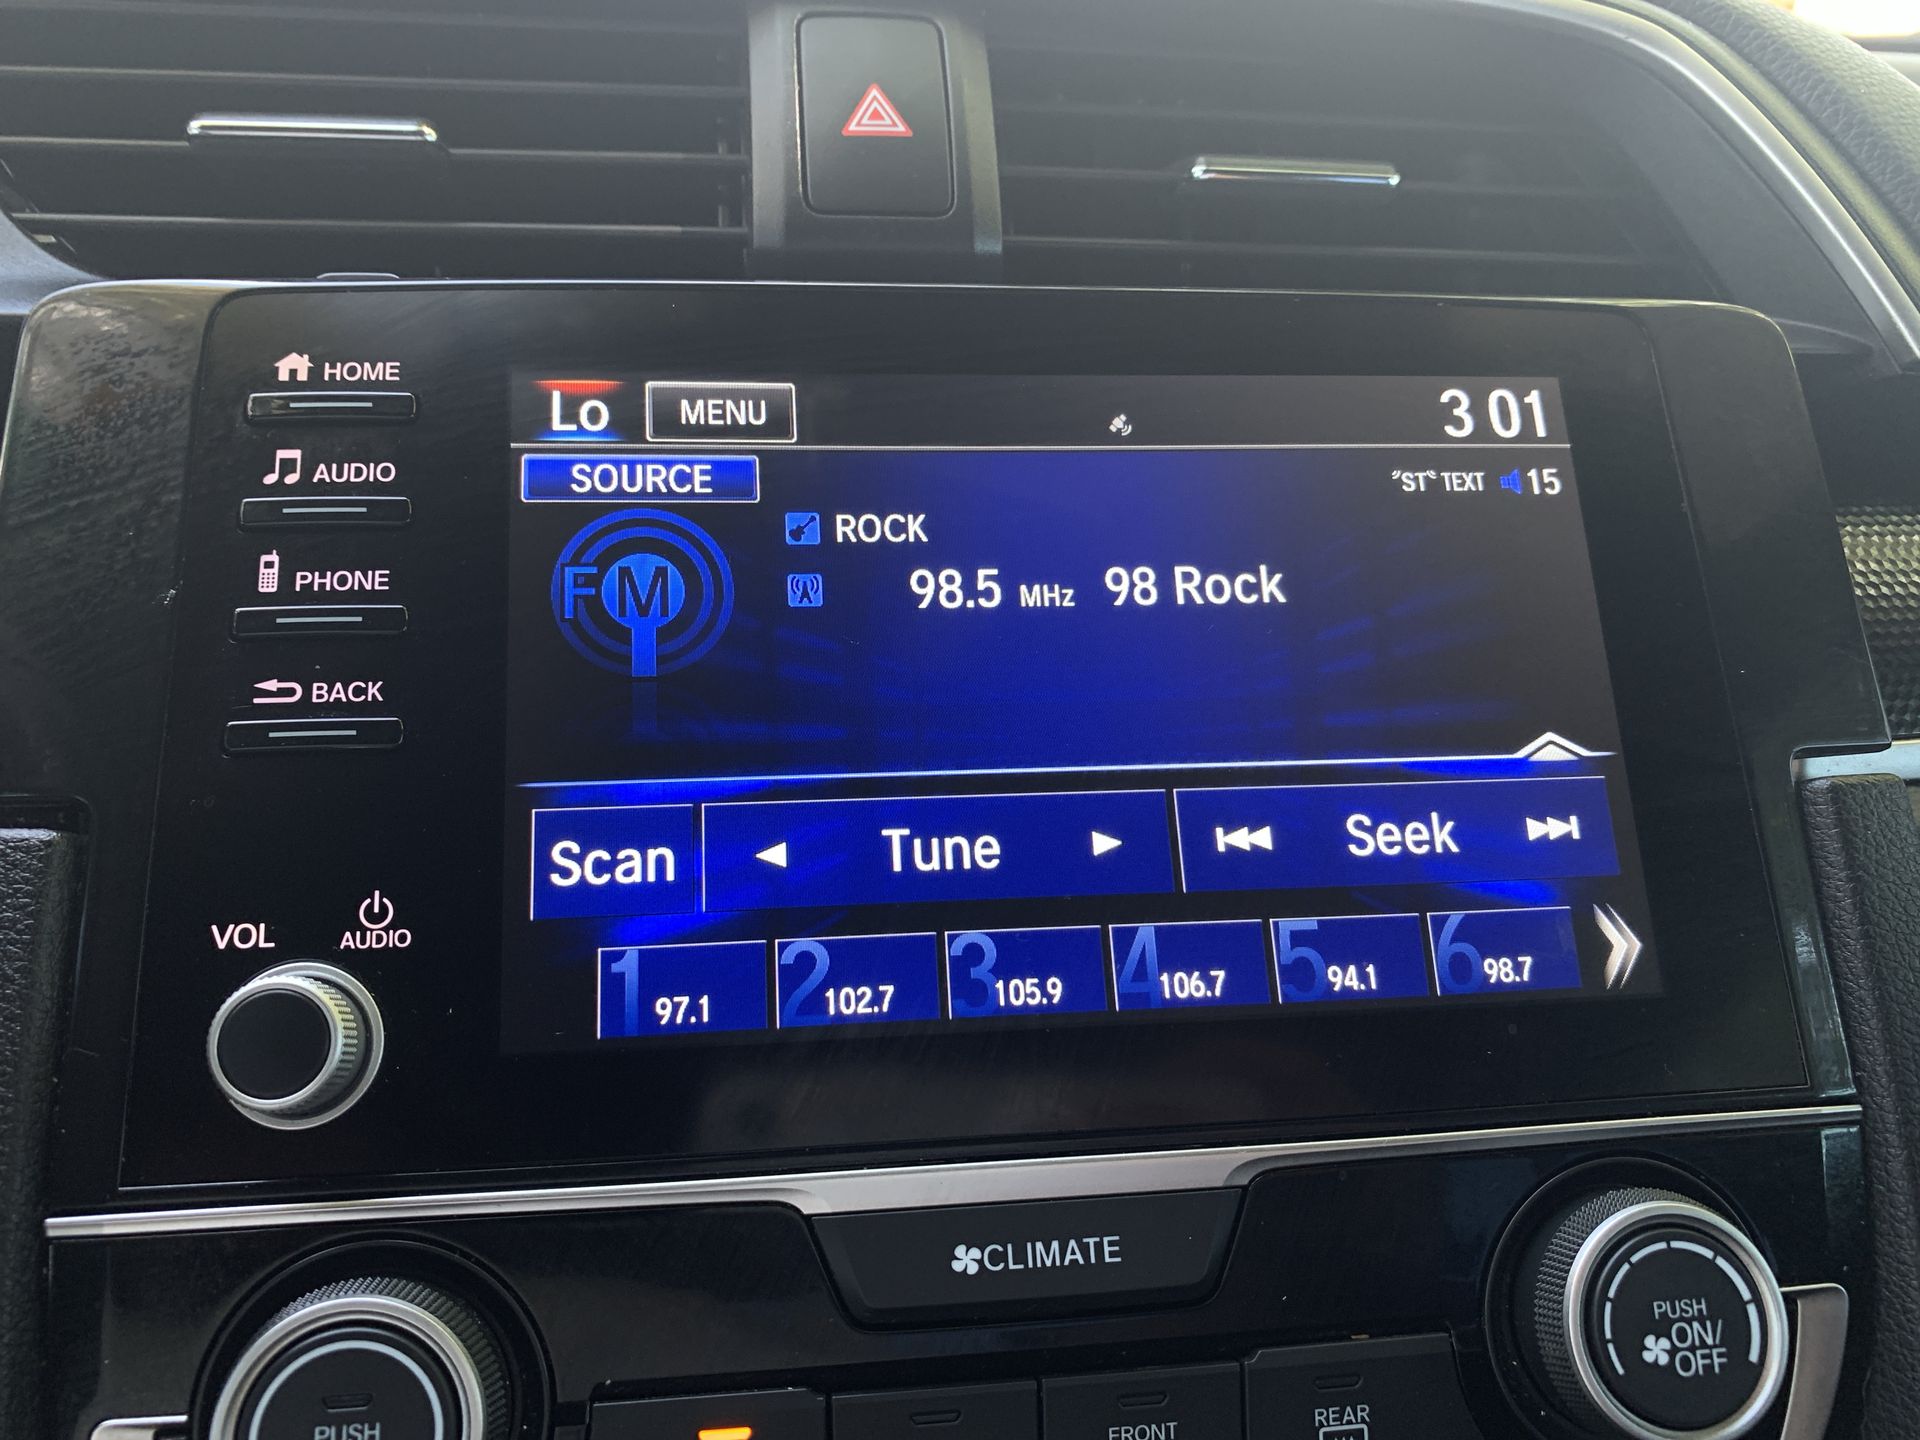 HOME
AUDIO
PHONE
BACK
VOL
AUDIO
Lo MENU 3 01
SOURCE "ST" TEXT 15
ROCK
FM 98.5 MHz 98 Rock
Scan Tune Seek
1 97.1 2 102.7 3 105.9 4 106.7 5 94.1 6 98.7
CLIMATE
PUSH
ON/
OFF
PUSH
FRONT
REAR